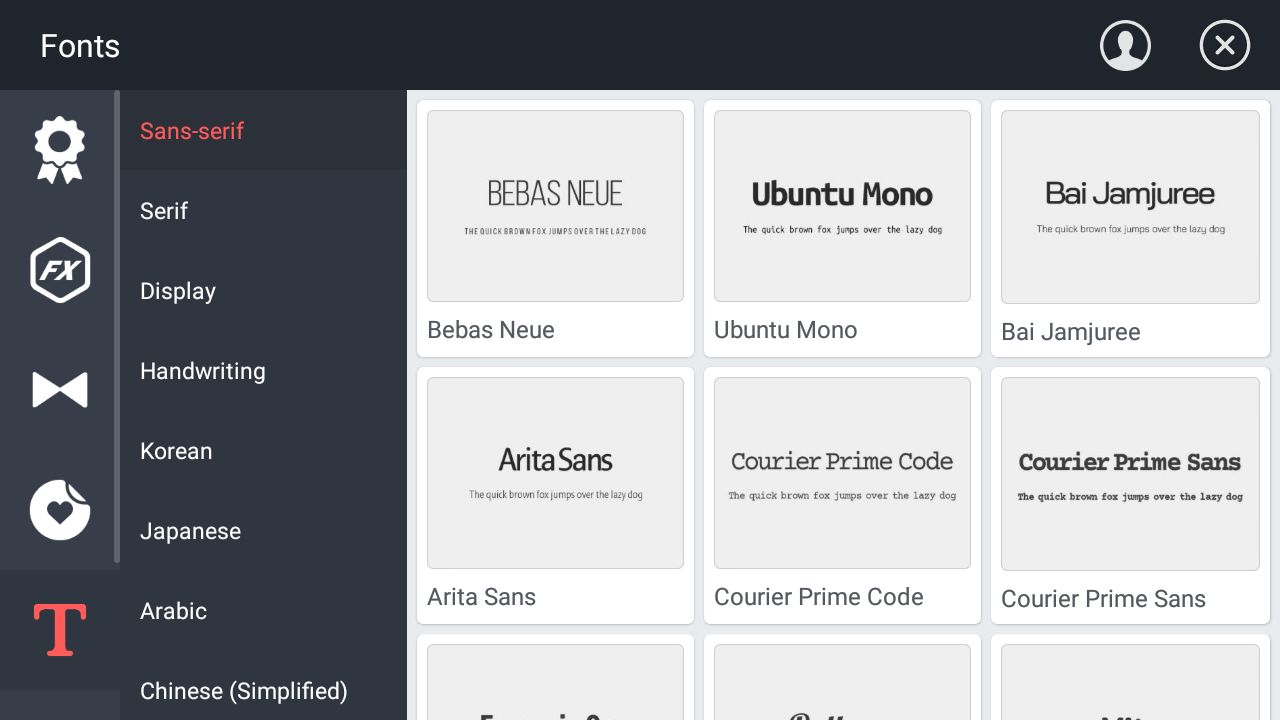 Fonts
FX
Sans-serif
Serif
Display
Handwriting
Korean
Japanese
Arabic
Chinese (Simplified)
T
BEBAS NEUE
THE QUICK BROWN FOX JUMPS OVER THE LAZY DOG
Bebas Neue
Ubuntu Mono
The quick brown fox jumps over the lazy dog
Ubuntu Mono
Bai Jamjuree
The quick brown fox jumps over the lazy dog
Bai Jamjuree
Arita Sans
The quick brown fox jumps over the lazy dog
Arita Sans
Courier Prime Code
The quick brown fox jumps over the lazy dog
Courier Prime Code
Courier Prime Sans
The quick brown fox jumps over the lazy dog
Courier Prime Sans